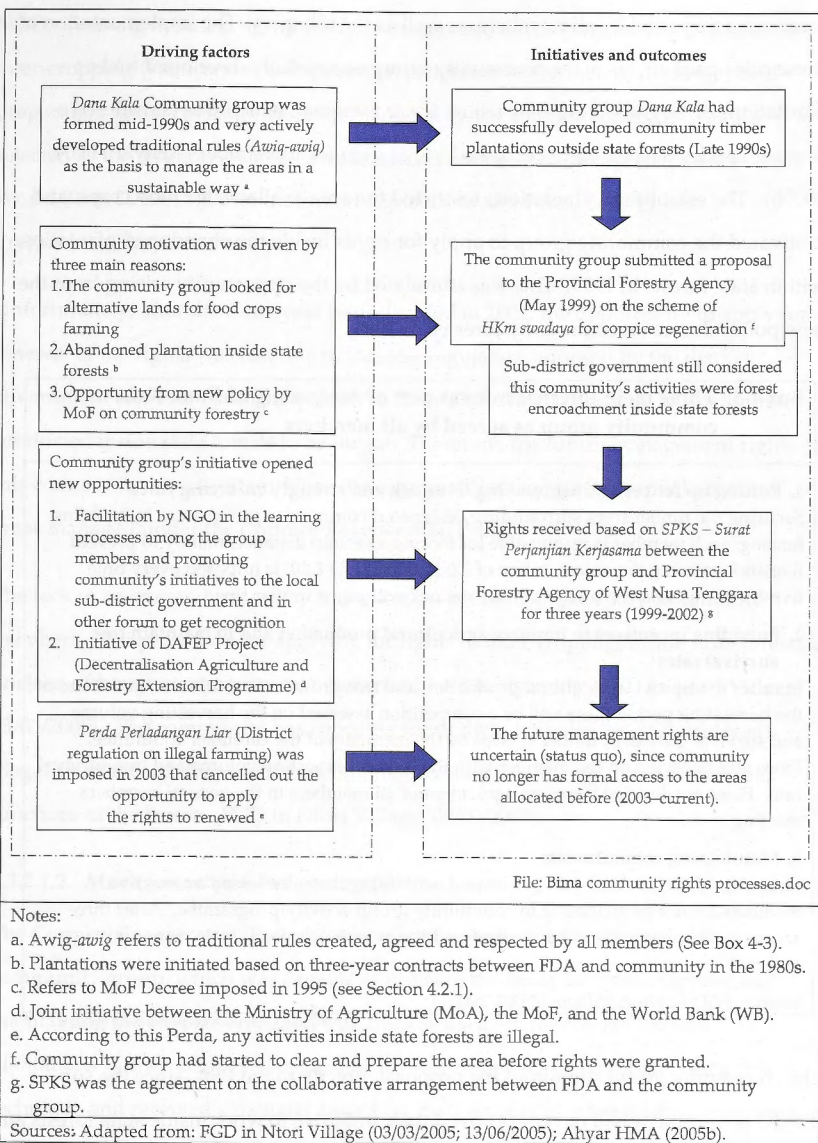 Driving factors
Dana Kala Community group was
formed mid-1990s and very actively
developed traditional rules (Awiq-awiq)
as the basis to manage the areas in a
sustainable way a
Community motivation was driven by
three main reasons:
1. The community group looked for
alternative lands for food crops
farming
2. Abandoned plantation inside state
forests b
3. Opportunity from new policy by
MoF on community forestry c
Community group's initiative opened
new opportunities:
1. Facilitation by NGO in the learning
processes among the group
members and promoting
community's initiatives to the local
sub-district government and in
other forum to get recognition
2. Initiative of DAFEP Project
(Decentralisation Agriculture and
Forestry Extension Programme) d
Perda Perladangan Liar (District
regulation on illegal farming) was
imposed in 2003 that cancelled out the
opportunity to apply for
the rights to renewed e
Initiatives and outcomes
Community group Dana Kala had
successfully developed community timber
plantations outside state forests (Late 1990s)
The community group submitted a proposal
to the Provincial Forestry Agency
(May 1999) on the scheme of
HKm swadaya for coppice regeneration f
Sub-district government still considered
this community's activities were forest
encroachment inside state forests
Rights received based on SPKS – Surat
Perjanjian Kerjasama between the
community group and Provincial
Forestry Agency of West Nusa Tenggara
for three years (1999-2002) g
The future management rights are
uncertain (status quo), since community
no longer has formal access to the areas
allocated before (2003–current).
File: Bima community rights processes.doc
Notes:
a. Awig-awig refers to traditional rules created, agreed and respected by all members (See Box 4-3).
b. Plantations were initiated based on three-year contracts between FDA and community in the 1980s.
c. Refers to MoF Decree imposed in 1995 (see Section 4.2.1).
d. Joint initiative between the Ministry of Agriculture (MoA), the MoF, and the World Bank (WB).
e. According to this Perda, any activities inside state forests are illegal.
f. Community group had started to clear and prepare the area before rights were granted.
g. SPKS was the agreement on the collaborative arrangement between FDA and the community
group.
Sources: Adapted from: FGD in Ntori Village (03/03/2005; 13/06/2005); Ahyar HMA (2005b).